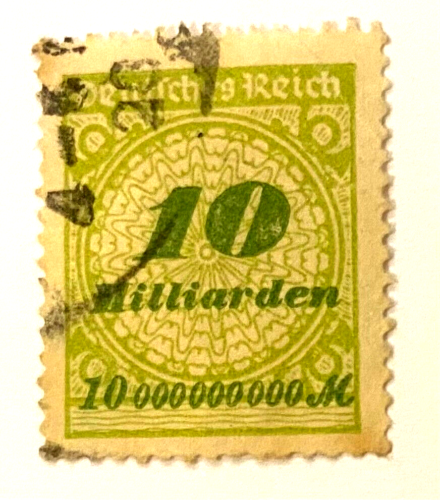 Deutsches Reich
10
Milliarden
10 000000000 M